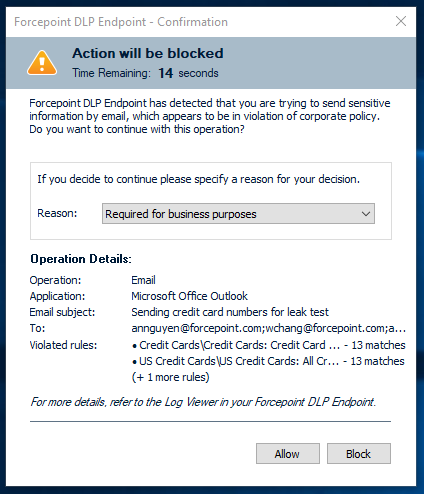 Forcepoint DLP Endpoint - Confirmation
Action will be blocked
Time Remaining: 14 seconds
Forcepoint DLP Endpoint has detected that you are trying to send sensitive
information by email, which appears to be in violation of corporate policy.
Do you want to continue with this operation?
If you decide to continue please specify a reason for your decision.
Reason: Required for business purposes
Operation Details:
Operation: Email
Application: Microsoft Office Outlook
Email subject: Sending credit card numbers for leak test
To: annguyen@forcepoint.com;wchang@forcepoint.com;a...
Violated rules: • Credit Cards\Credit Cards: Credit Card ... - 13 matches
• US Credit Cards\US Credit Cards: All Cr... - 13 matches
(+ 1 more rules)
For more details, refer to the Log Viewer in your Forcepoint DLP Endpoint.
Allow Block